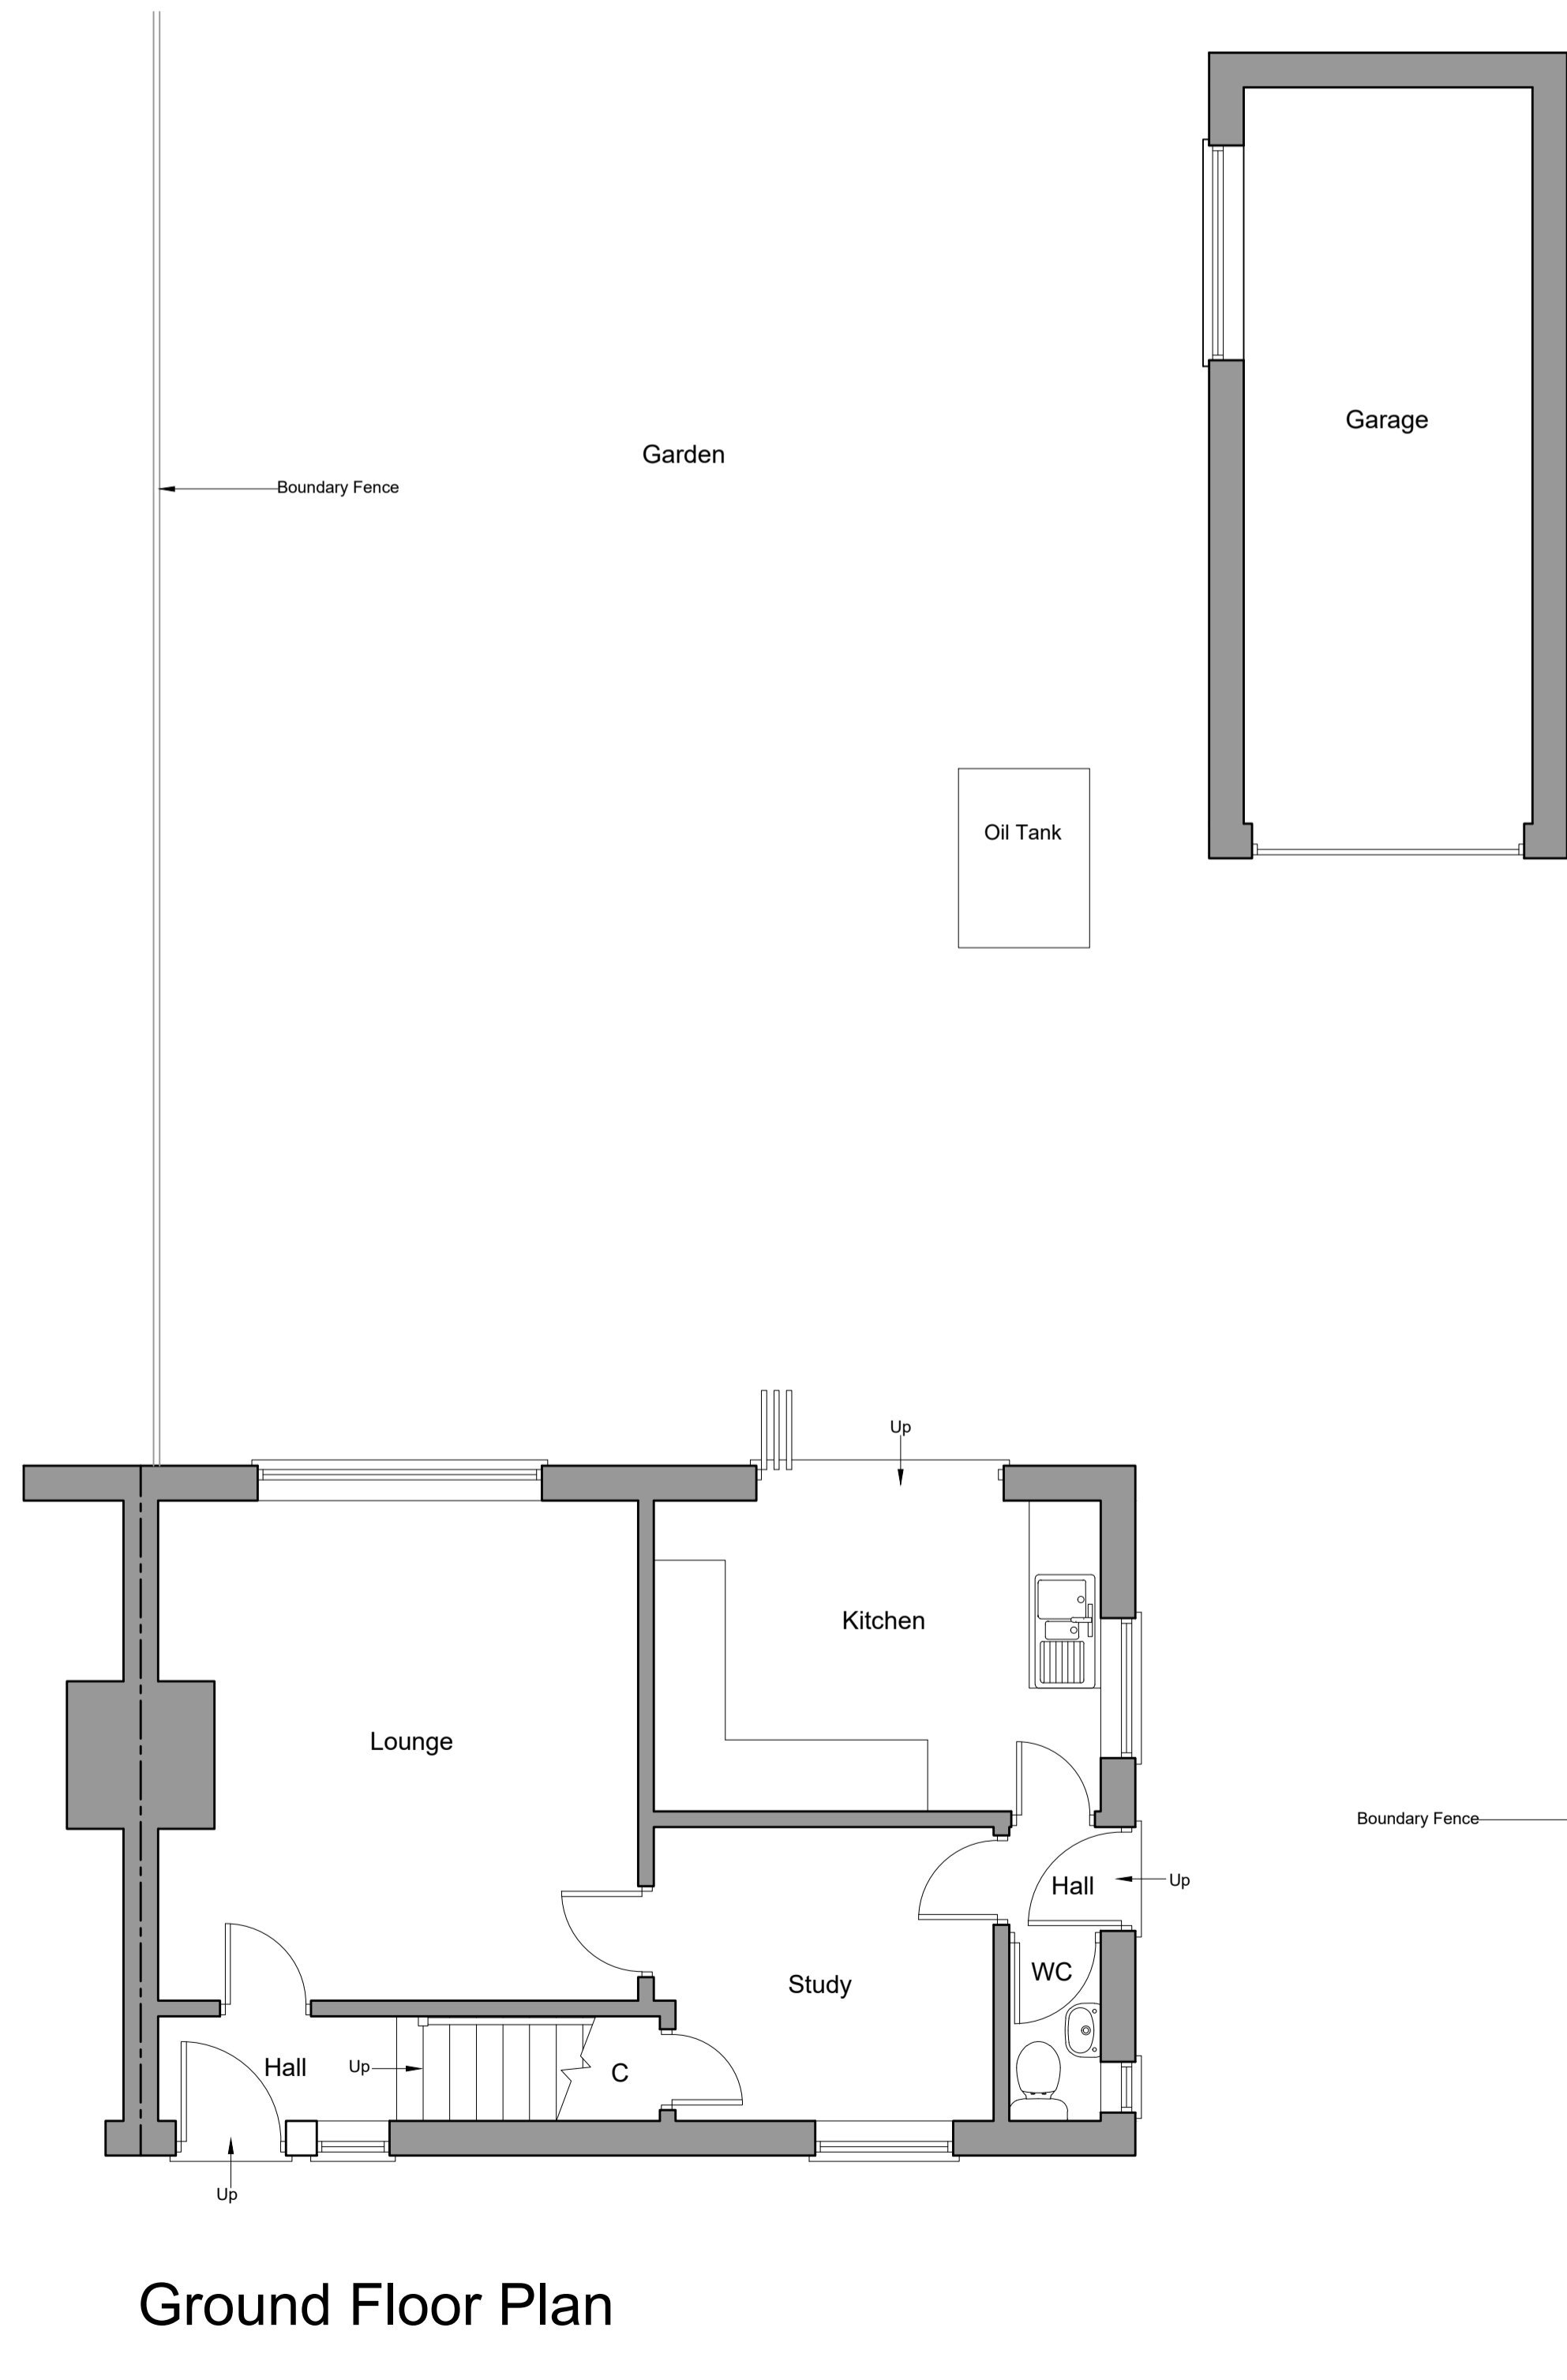 Garage
Garden
Boundary Fence
Oil Tank
Up
Kitchen
Lounge
Boundary Fence
Up
Hall
WC
Study
Hall
Up
C
Up
Ground Floor Plan